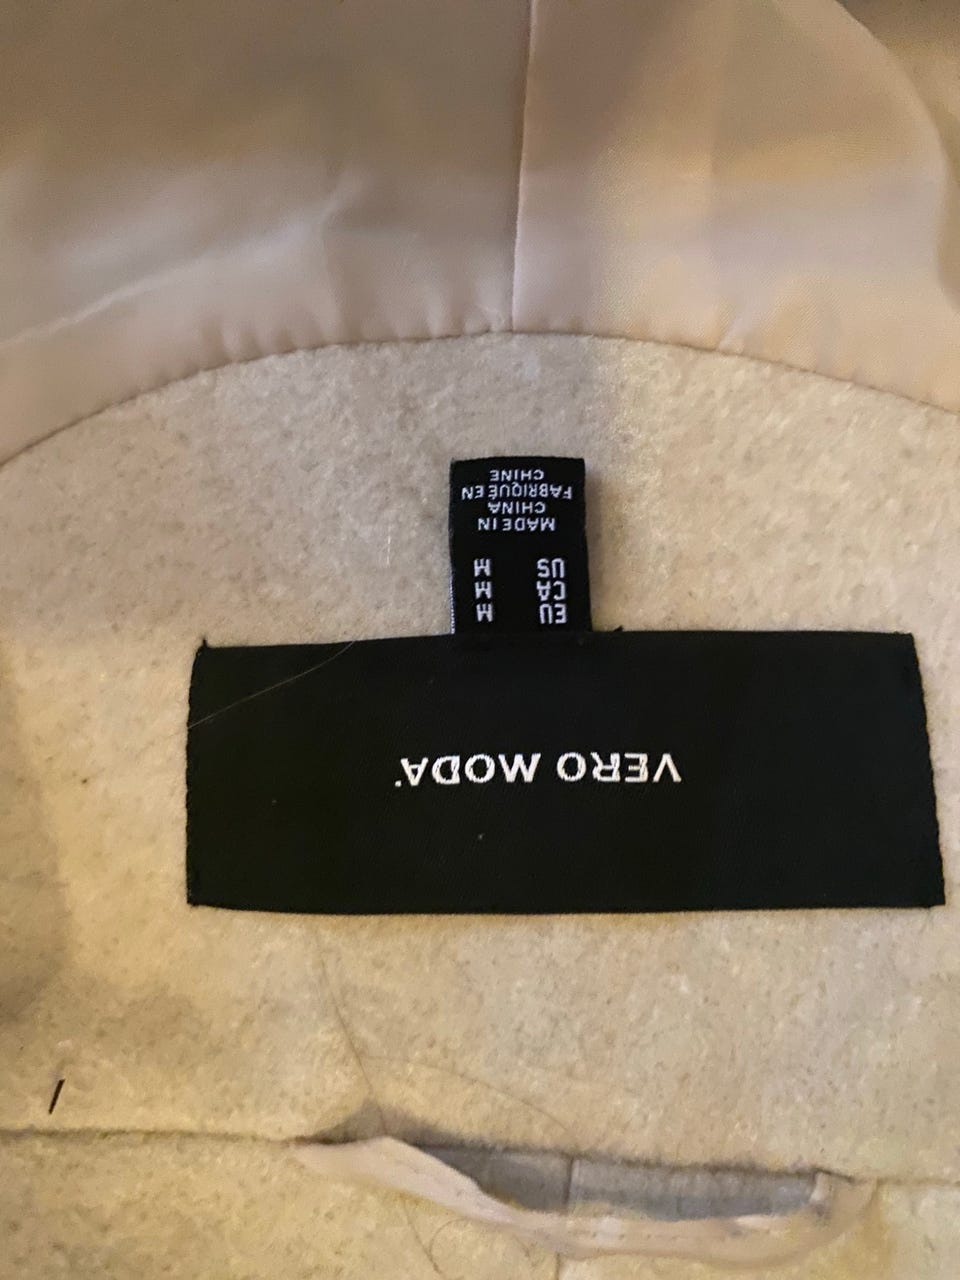 VERO MODA
EU M
CA M
US M
MADE IN
CHINA
FABRIQUÉ EN
CHINE